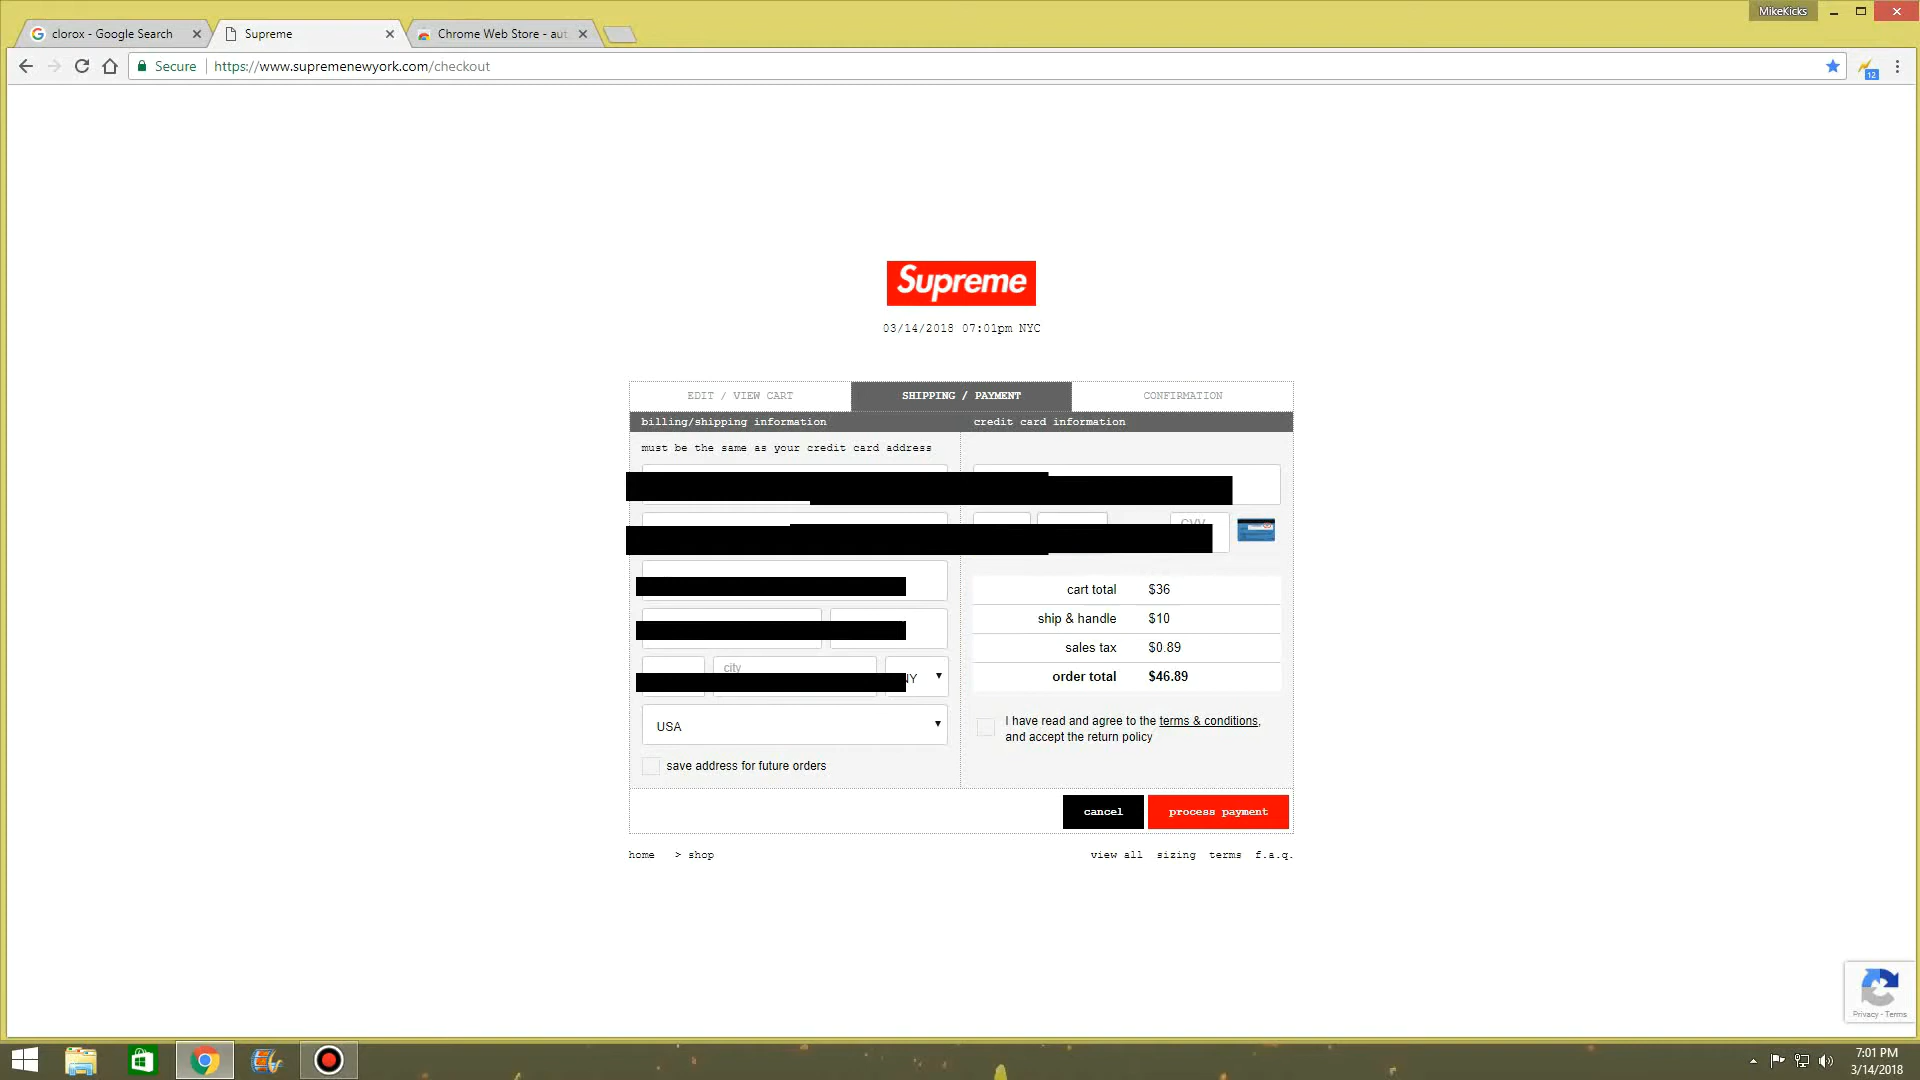 MikeKicks
clorox - Google Search
Supreme
Chrome Web Store - aut
Secure
https://www.supremenewyork.com/checkout
12
Supreme
03/14/2018 07:01pm NYC
EDIT / VIEW CART
SHIPPING / PAYMENT
CONFIRMATION
billing/shipping information
credit card information
must be the same as your credit card address
CVV
cart total $36
ship & handle $10
sales tax $0.89
order total $46.89
city
NY
USA
I have read and agree to the terms & conditions,
and accept the return policy
save address for future orders
cancel
process payment
home > shop
view all sizing terms f.a.q.
Privacy - Terms
7:01 PM
3/14/2018